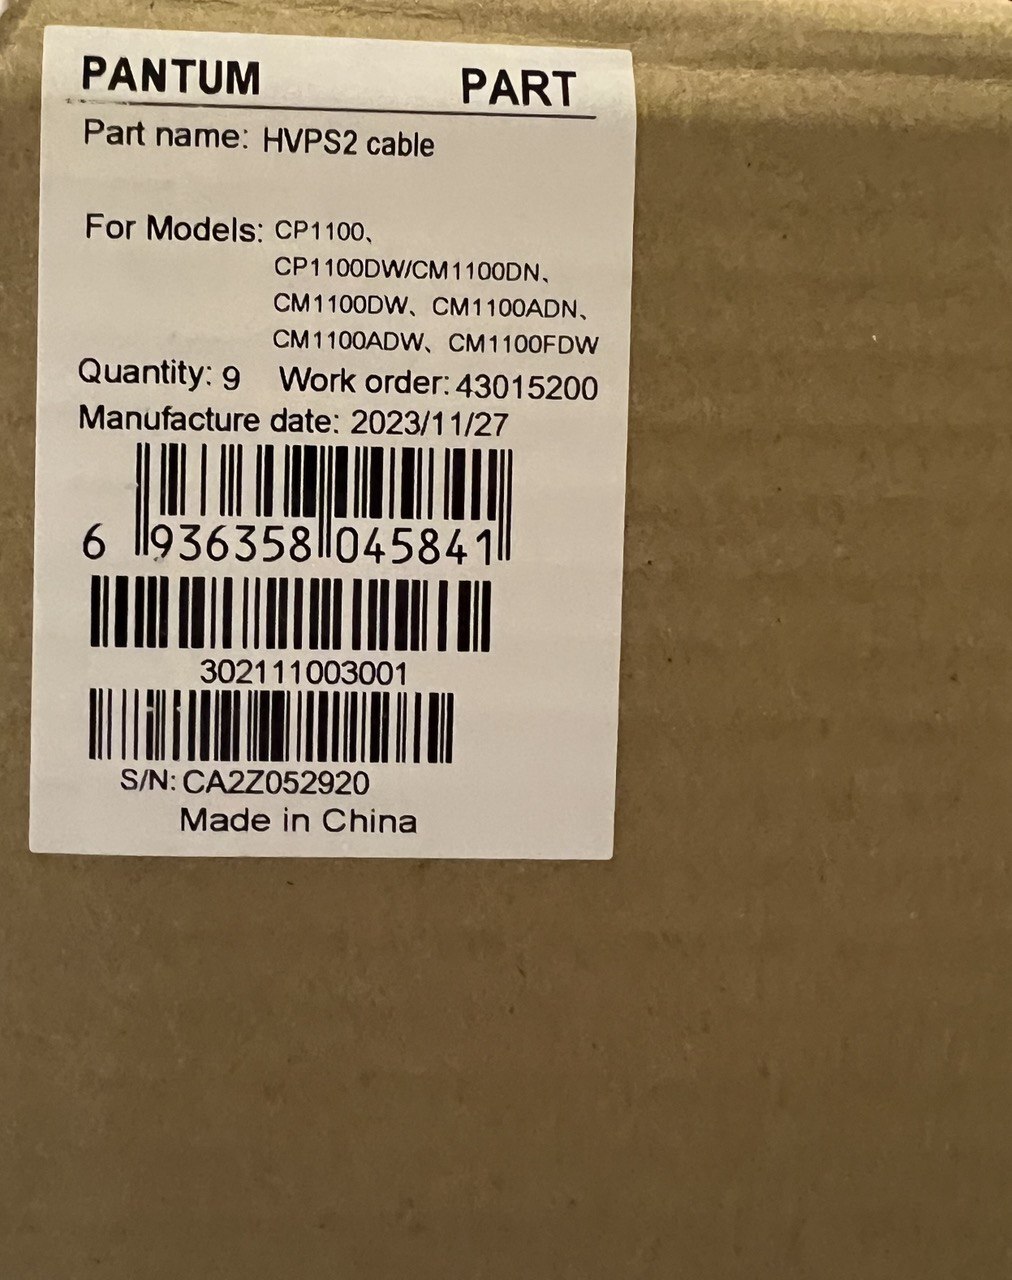 PANTUM PART
Part name: HVPS2 cable
For Models: CP1100、
CP1100DW/CM1100DN、
CM1100DW、CM1100ADN、
CM1100ADW、CM1100FDW
Quantity: 9 Work order: 43015200
Manufacture date: 2023/11/27
6 936358 045841
302111003001
S/N: CA2Z052920
Made in China